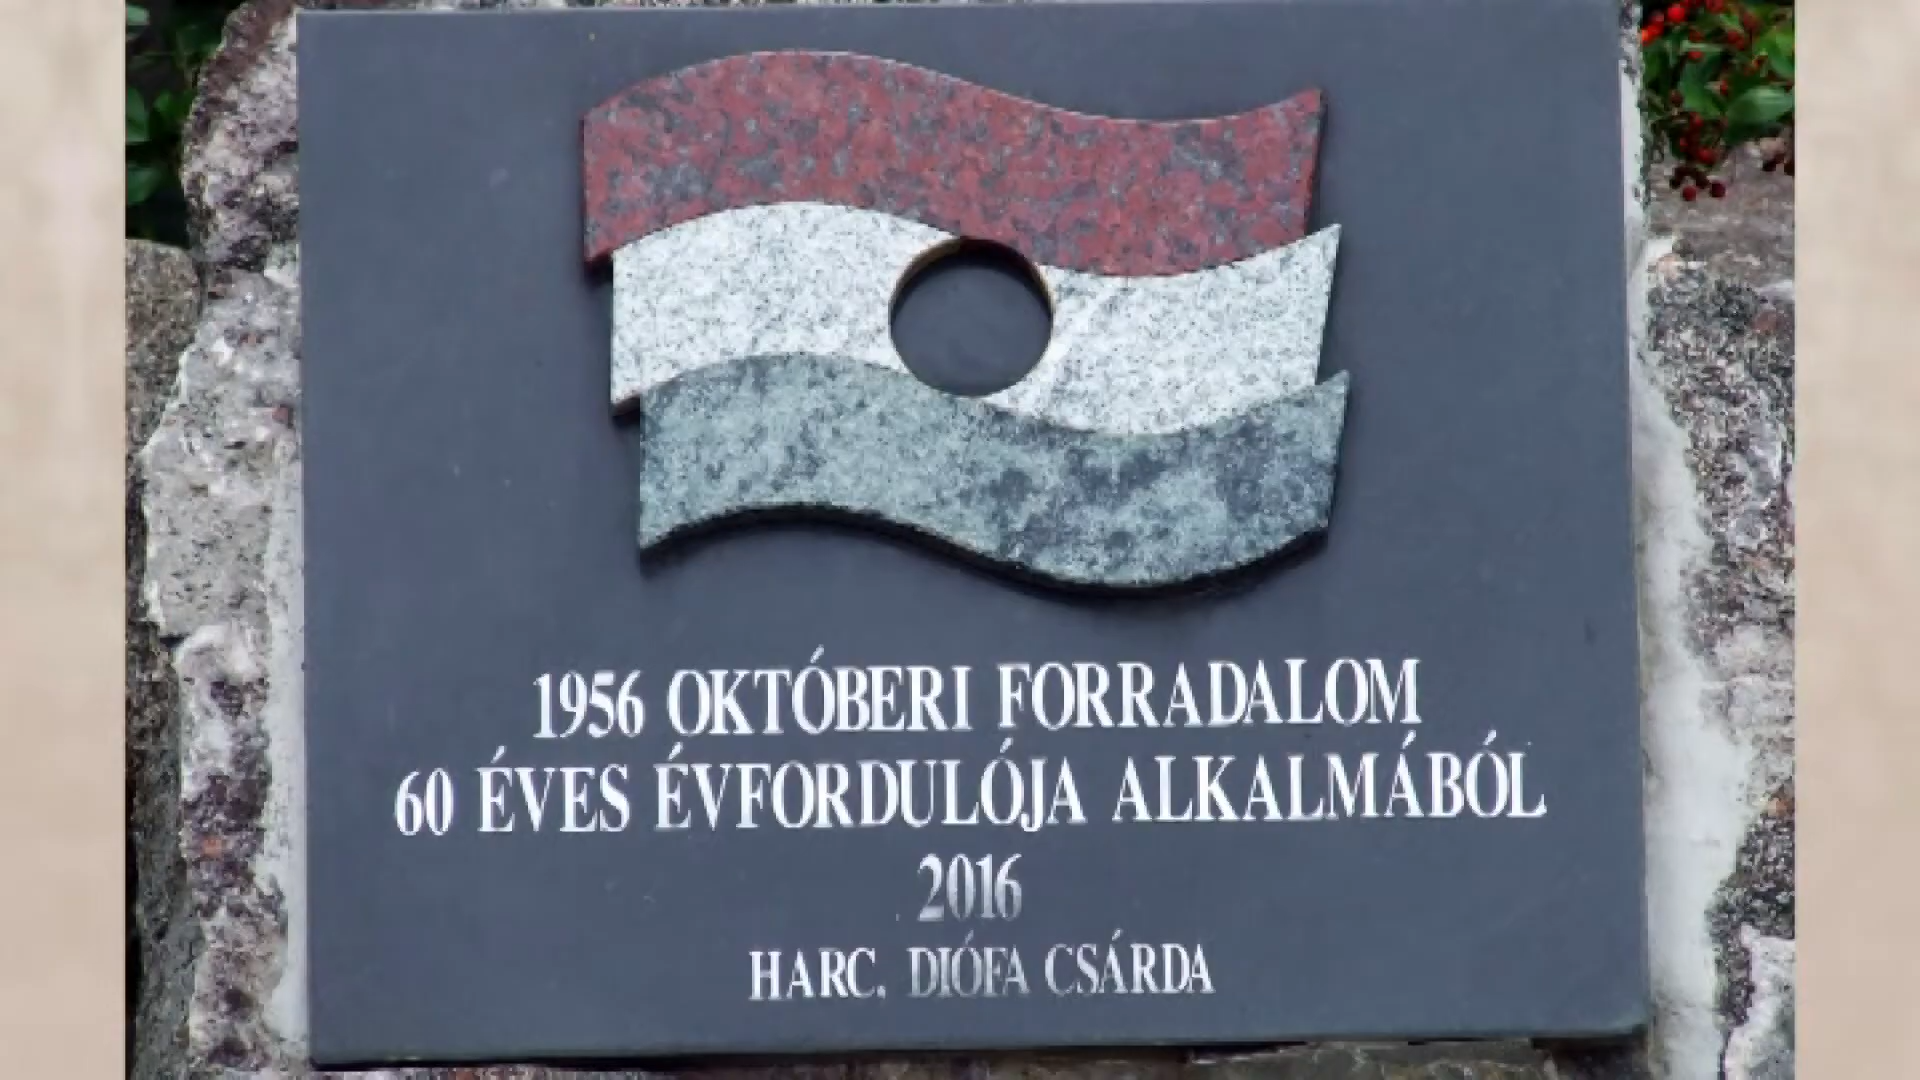 1956 OKTÓBERI FORRADALOM
60 ÉVES ÉVFORDULÓJA ALKALMÁBÓL
2016
HARC. DIÓFA CSÁRDA